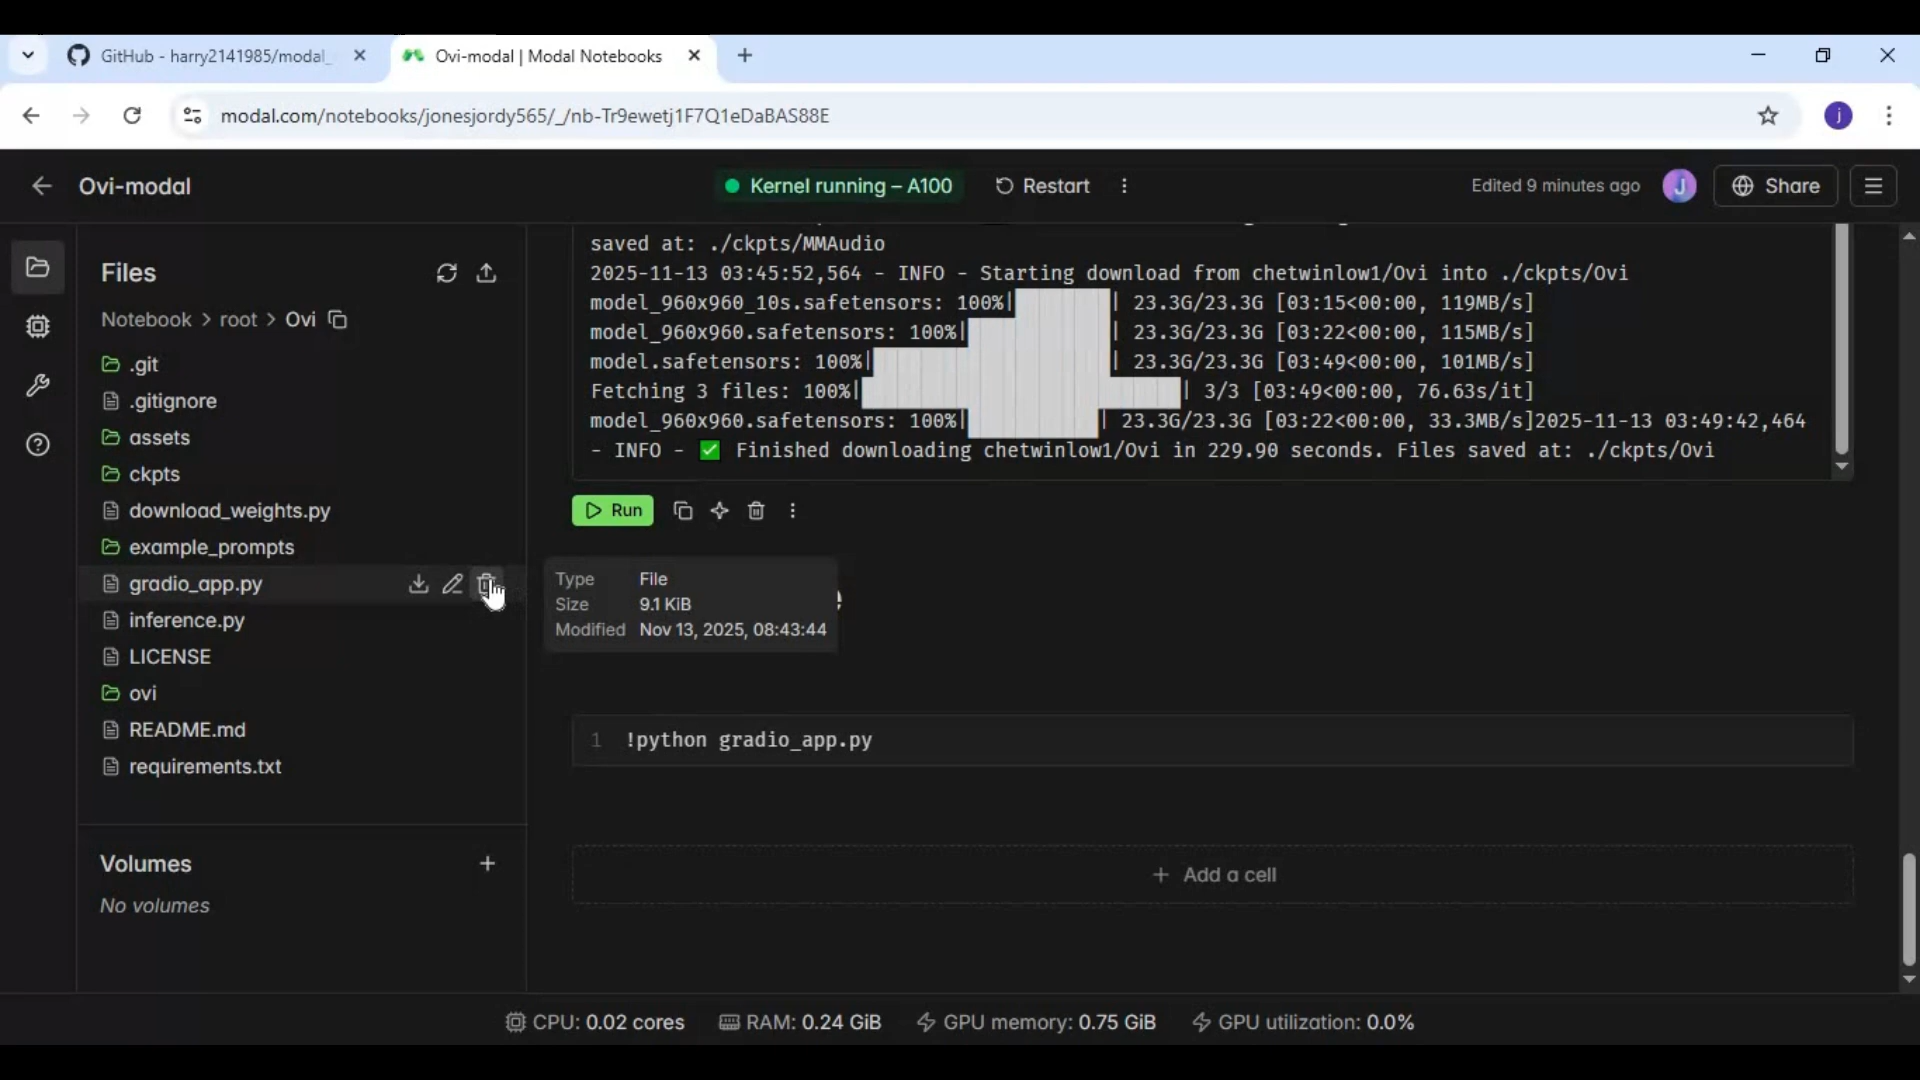 GitHub - harry2141985/modal_
Ovi-modal | Modal Notebooks
modal.com/notebooks/jonesjordy565/_/nb-Tr9ewetj1F7Q1eDaBAS88E
j
Ovi-modal
Kernel running – A100
Restart
Edited 9 minutes ago
J
Share
Files
Notebook > root > Ovi
.git
.gitignore
assets
ckpts
download_weights.py
example_prompts
gradio_app.py
inference.py
LICENSE
ovi
README.md
requirements.txt
Volumes
No volumes
saved at: ./ckpts/MMAudio
2025-11-13 03:45:52,564 - INFO - Starting download from chetwinlow1/Ovi into ./ckpts/Ovi
model_960x960_10s.safetensors: 100%| | 23.3G/23.3G [03:15<00:00, 119MB/s]
model_960x960.safetensors: 100%| | 23.3G/23.3G [03:22<00:00, 115MB/s]
model.safetensors: 100%| | 23.3G/23.3G [03:49<00:00, 101MB/s]
Fetching 3 files: 100%| | 3/3 [03:49<00:00, 76.63s/it]
model_960x960.safetensors: 100%| | 23.3G/23.3G [03:22<00:00, 33.3MB/s]2025-11-13 03:49:42,464
- INFO - ✅ Finished downloading chetwinlow1/Ovi in 229.90 seconds. Files saved at: ./ckpts/Ovi
Run
Type File
Size 9.1 KiB
Modified Nov 13, 2025, 08:43:44
1 !python gradio_app.py
+ Add a cell
CPU: 0.02 cores
RAM: 0.24 GiB
GPU memory: 0.75 GiB
GPU utilization: 0.0%